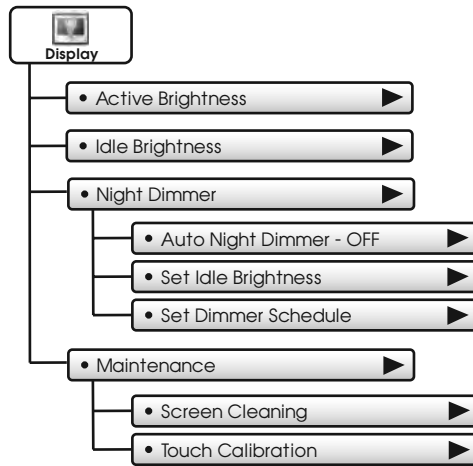 Display
• Active Brightness
• Idle Brightness
• Night Dimmer
• Auto Night Dimmer - OFF
• Set Idle Brightness
• Set Dimmer Schedule
• Maintenance
• Screen Cleaning
• Touch Calibration